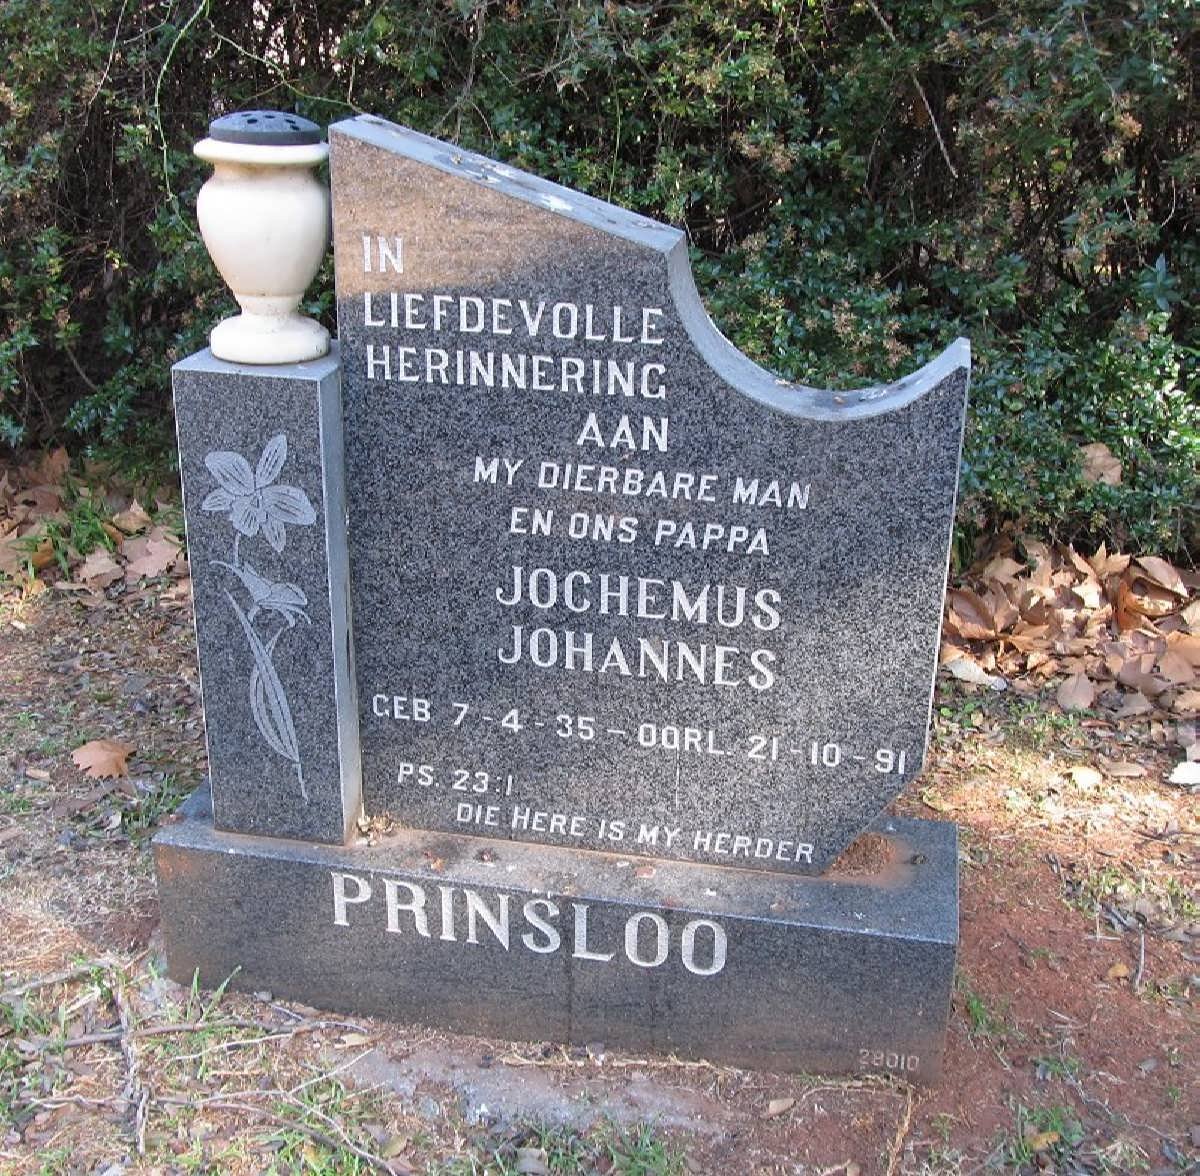 IN
LIEFDEVOLLE
HERINNERING
AAN
MY DIERBARE MAN
EN ONS PAPPA
JOCHEMUS
JOHANNES
GEB 7-4-35 - OORL. 21-10-91
PS. 23:1
DIE HERE IS MY HERDER
PRINSLOO
28010